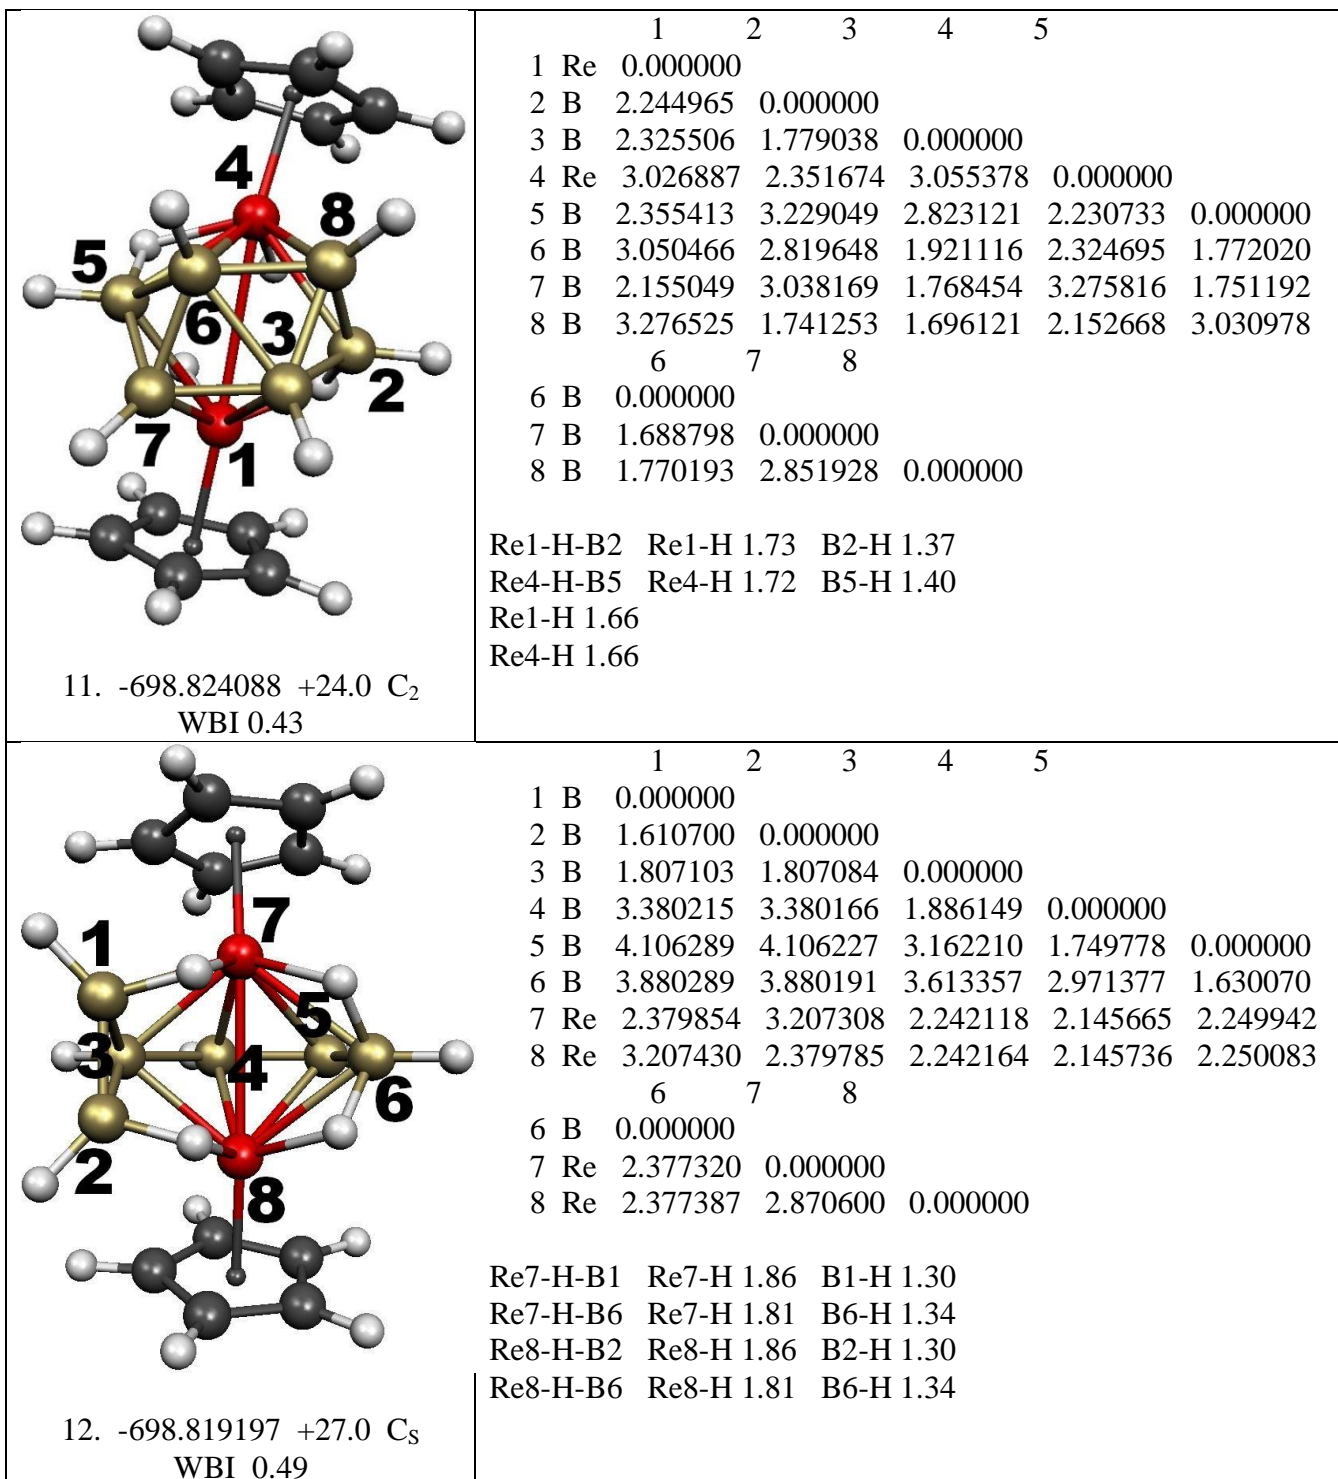 4
8
5
6
3
2
7
1
11. -698.824088 +24.0 C₂
WBI 0.43
1 2 3 4 5
1 Re 0.000000
2 B 2.244965 0.000000
3 B 2.325506 1.779038 0.000000
4 Re 3.026887 2.351674 3.055378 0.000000
5 B 2.355413 3.229049 2.823121 2.230733 0.000000
6 B 3.050466 2.819648 1.921116 2.324695 1.772020
7 B 2.155049 3.038169 1.768454 3.275816 1.751192
8 B 3.276525 1.741253 1.696121 2.152668 3.030978
6 7 8
6 B 0.000000
7 B 1.688798 0.000000
8 B 1.770193 2.851928 0.000000
Re1-H-B2 Re1-H 1.73 B2-H 1.37
Re4-H-B5 Re4-H 1.72 B5-H 1.40
Re1-H 1.66
Re4-H 1.66
7
1
5
3
4
6
2
8
12. -698.819197 +27.0 Cₛ
WBI 0.49
1 2 3 4 5
1 B 0.000000
2 B 1.610700 0.000000
3 B 1.807103 1.807084 0.000000
4 B 3.380215 3.380166 1.886149 0.000000
5 B 4.106289 4.106227 3.162210 1.749778 0.000000
6 B 3.880289 3.880191 3.613357 2.971377 1.630070
7 Re 2.379854 3.207308 2.242118 2.145665 2.249942
8 Re 3.207430 2.379785 2.242164 2.145736 2.250083
6 7 8
6 B 0.000000
7 Re 2.377320 0.000000
8 Re 2.377387 2.870600 0.000000
Re7-H-B1 Re7-H 1.86 B1-H 1.30
Re7-H-B6 Re7-H 1.81 B6-H 1.34
Re8-H-B2 Re8-H 1.86 B2-H 1.30
Re8-H-B6 Re8-H 1.81 B6-H 1.34